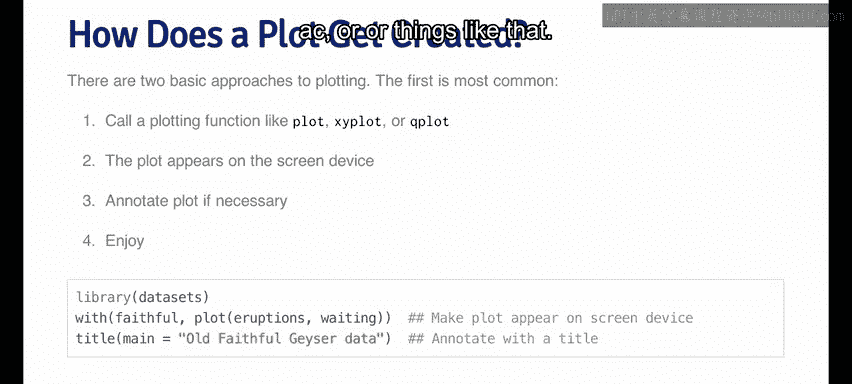 How Does a Plot Get Created?
ac, or or things like that.
There are two basic approaches to plotting. The first is most common:
1. Call a plotting function like plot, xyplot, or qplot
2. The plot appears on the screen device
3. Annotate plot if necessary
4. Enjoy
library(datasets)
with(faithful, plot(eruptions, waiting))  ## Make plot appear on screen device
title(main = "Old Faithful Geyser data")  ## Annotate with a title